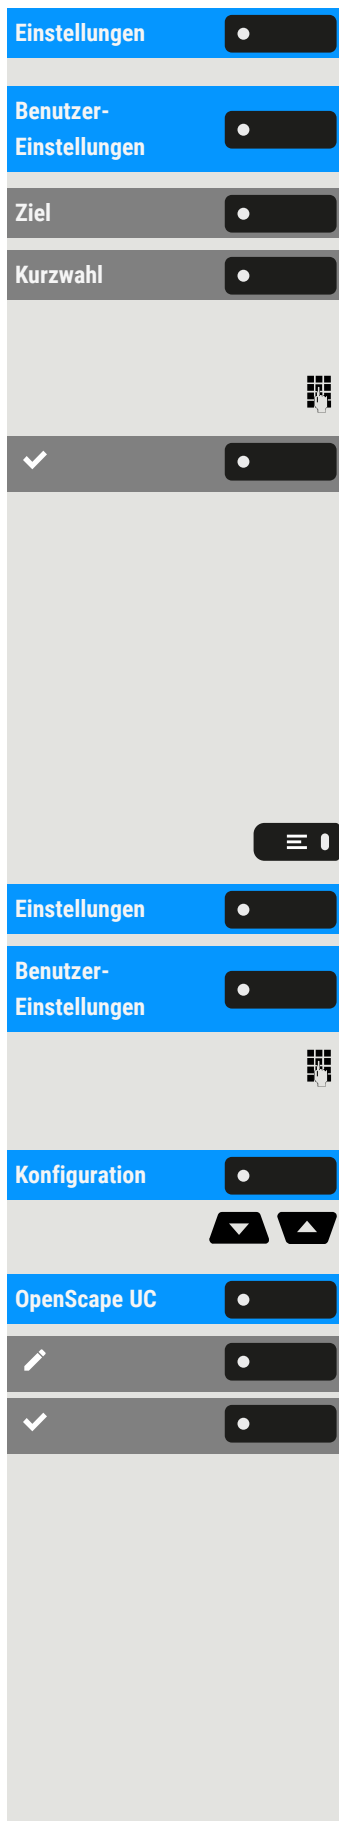 Einstellungen
Benutzer-
Einstellungen
Ziel
Kurzwahl
Einstellungen
Benutzer-
Einstellungen
Konfiguration
OpenScape UC